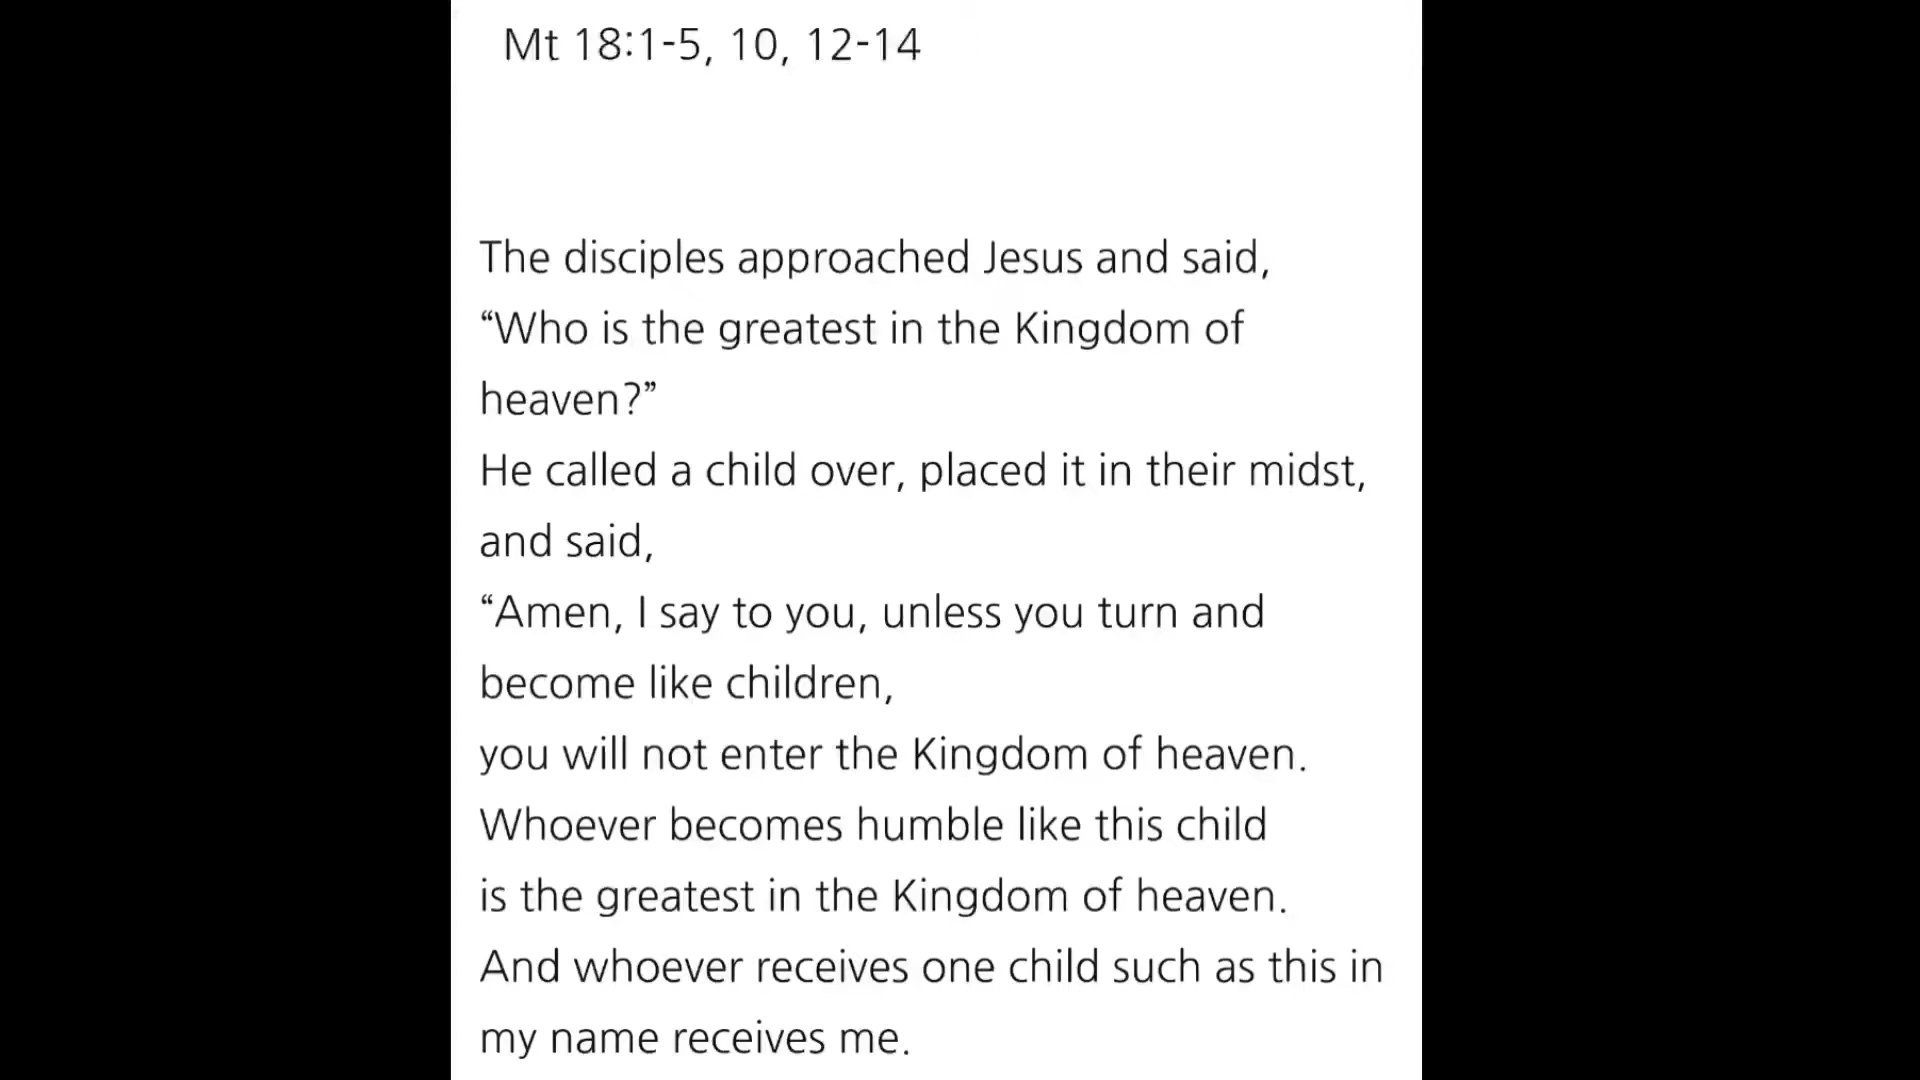 Mt 18:1-5, 10, 12-14
The disciples approached Jesus and said,
“Who is the greatest in the Kingdom of
heaven?”
He called a child over, placed it in their midst,
and said,
“Amen, I say to you, unless you turn and
become like children,
you will not enter the Kingdom of heaven.
Whoever becomes humble like this child
is the greatest in the Kingdom of heaven.
And whoever receives one child such as this in
my name receives me.